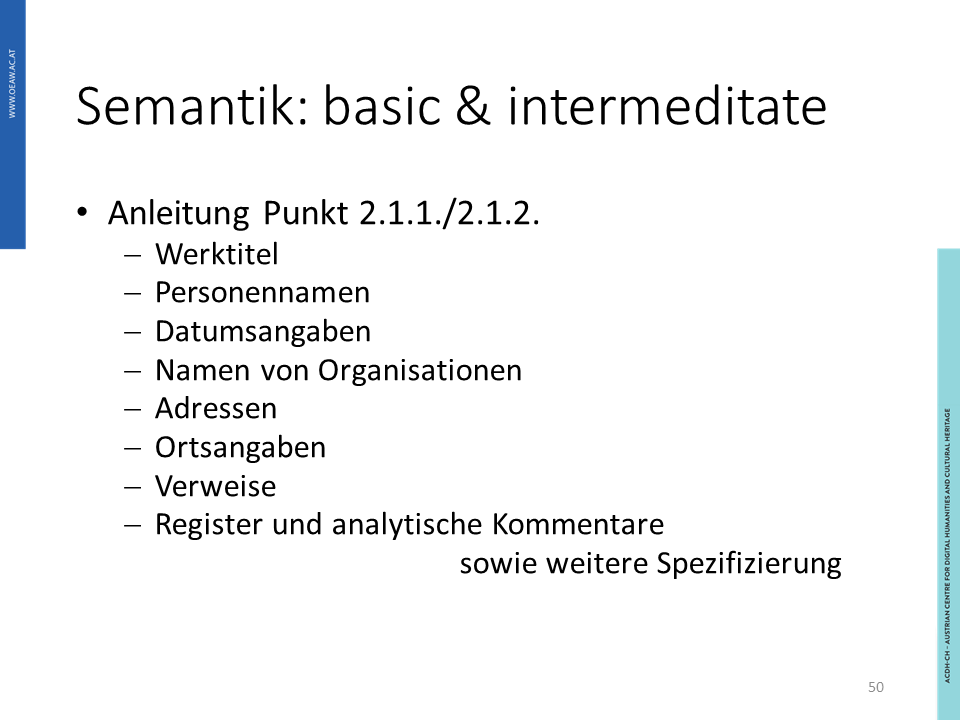 WWW.OEAW.AC.AT
Semantik: basic & intermeditate
• Anleitung Punkt 2.1.1./2.1.2.
– Werktitel
– Personennamen
– Datumsangaben
– Namen von Organisationen
– Adressen
– Ortsangaben
– Verweise
– Register und analytische Kommentare
sowie weitere Spezifizierung
ACDH-CH – AUSTRIAN CENTRE FOR DIGITAL HUMANITIES AND CULTURAL HERITAGE
50